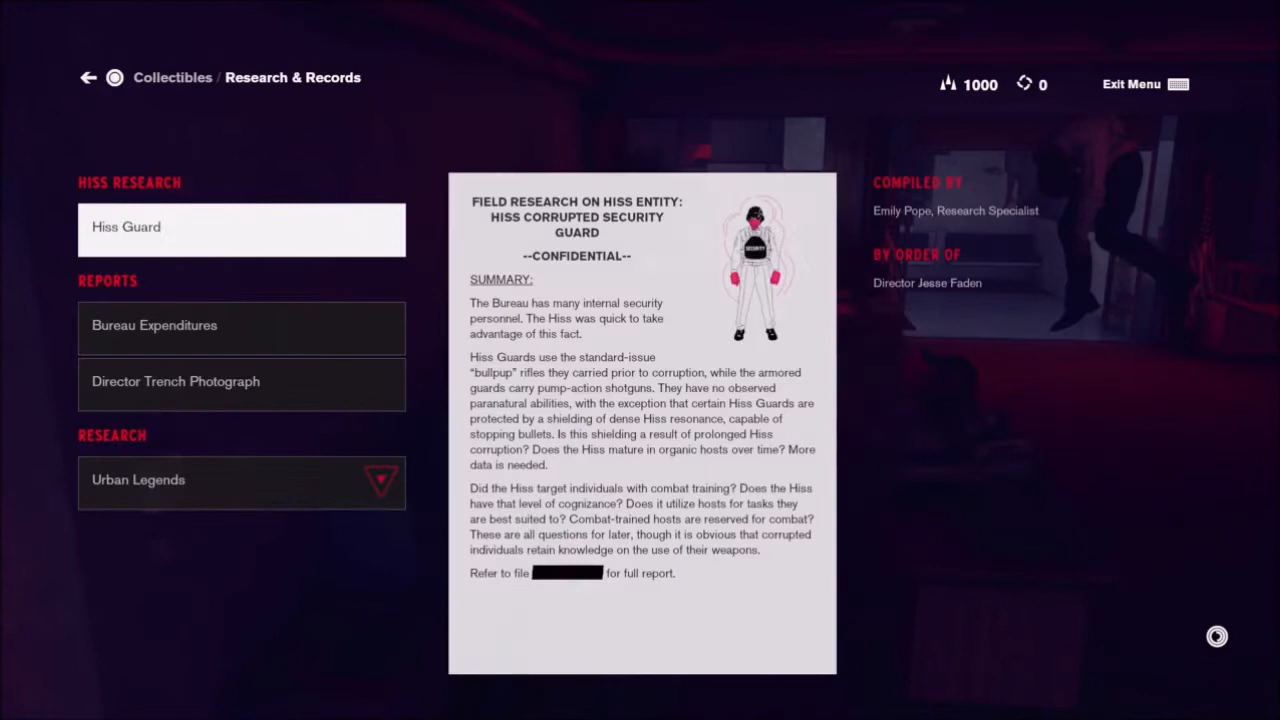 Collectibles / Research & Records
1000
0
Exit Menu
HISS RESEARCH
Hiss Guard
REPORTS
Bureau Expenditures
Director Trench Photograph
RESEARCH
Urban Legends
FIELD RESEARCH ON HISS ENTITY:
HISS CORRUPTED SECURITY
GUARD
--CONFIDENTIAL--
SECURITY
SUMMARY:
The Bureau has many internal security
personnel. The Hiss was quick to take
advantage of this fact.
Hiss Guards use the standard-issue
“bullpup” rifles they carried prior to corruption, while the armored
guards carry pump-action shotguns. They have no observed
paranatural abilities, with the exception that certain Hiss Guards are
protected by a shielding of dense Hiss resonance, capable of
stopping bullets. Is this shielding a result of prolonged Hiss
corruption? Does the Hiss mature in organic hosts over time? More
data is needed.
Did the Hiss target individuals with combat training? Does the Hiss
have that level of cognizance? Does it utilize hosts for tasks they
are best suited to? Combat-trained hosts are reserved for combat?
These are all questions for later, though it is obvious that corrupted
individuals retain knowledge on the use of their weapons.
Refer to file for full report.
COMPILED BY
Emily Pope, Research Specialist
BY ORDER OF
Director Jesse Faden